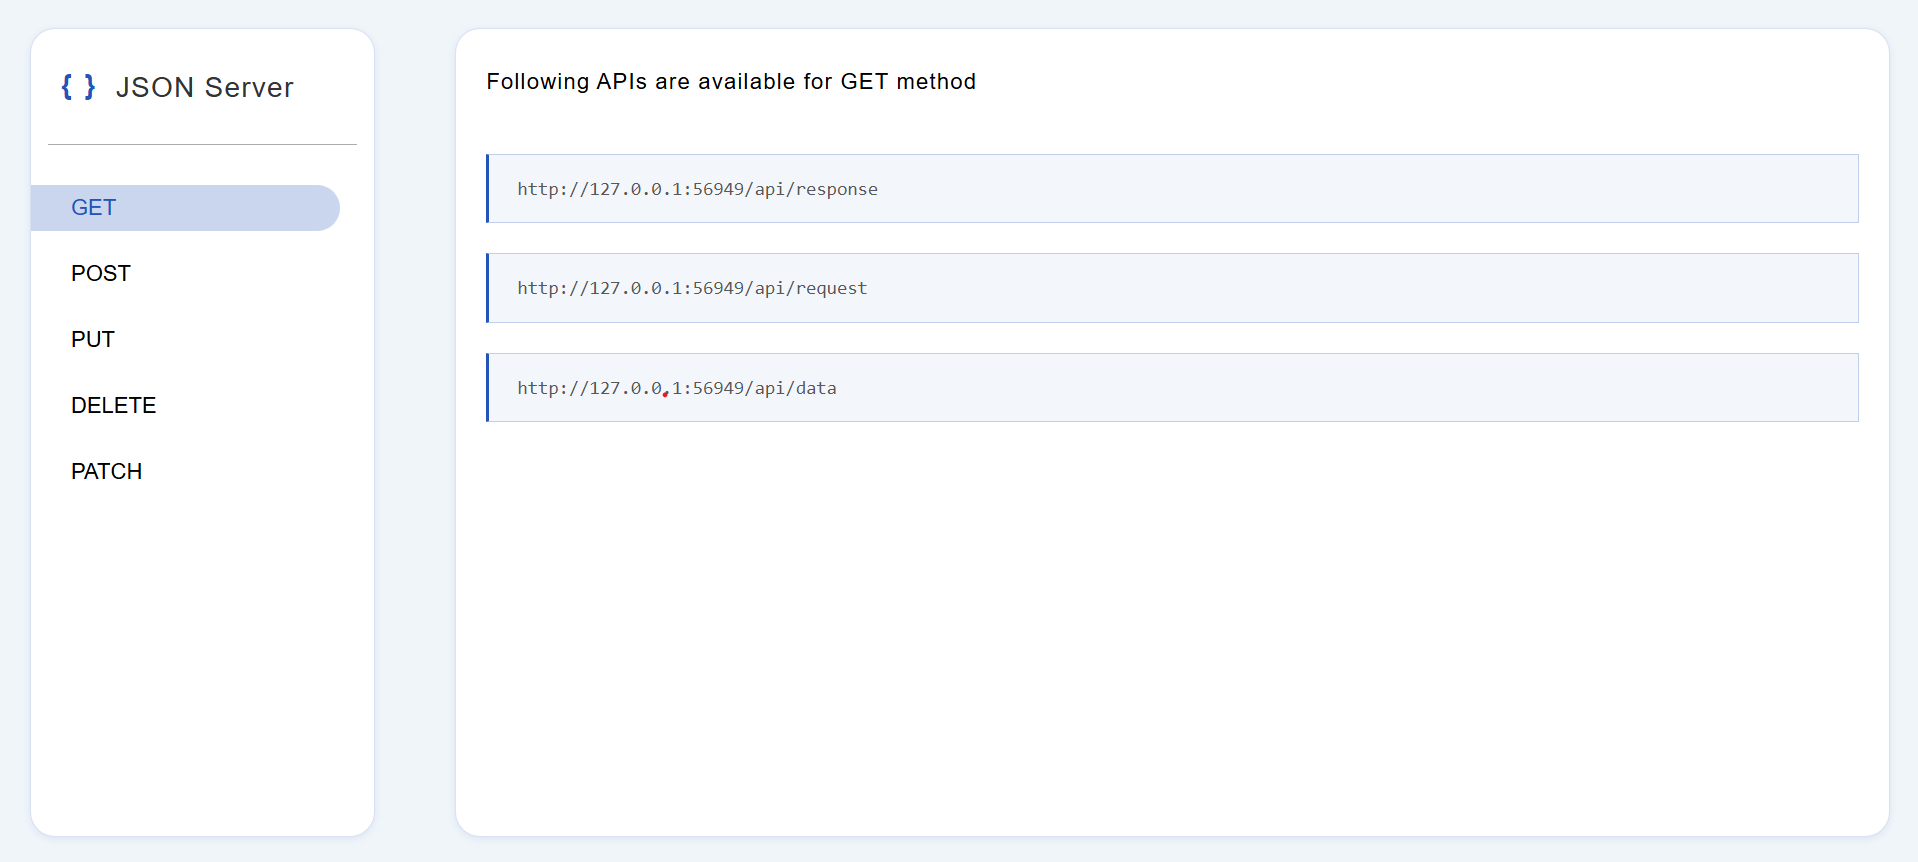 { } JSON Server
GET
POST
PUT
DELETE
PATCH
Following APIs are available for GET method
http://127.0.0.1:56949/api/response
http://127.0.0.1:56949/api/request
http://127.0.0.1:56949/api/data